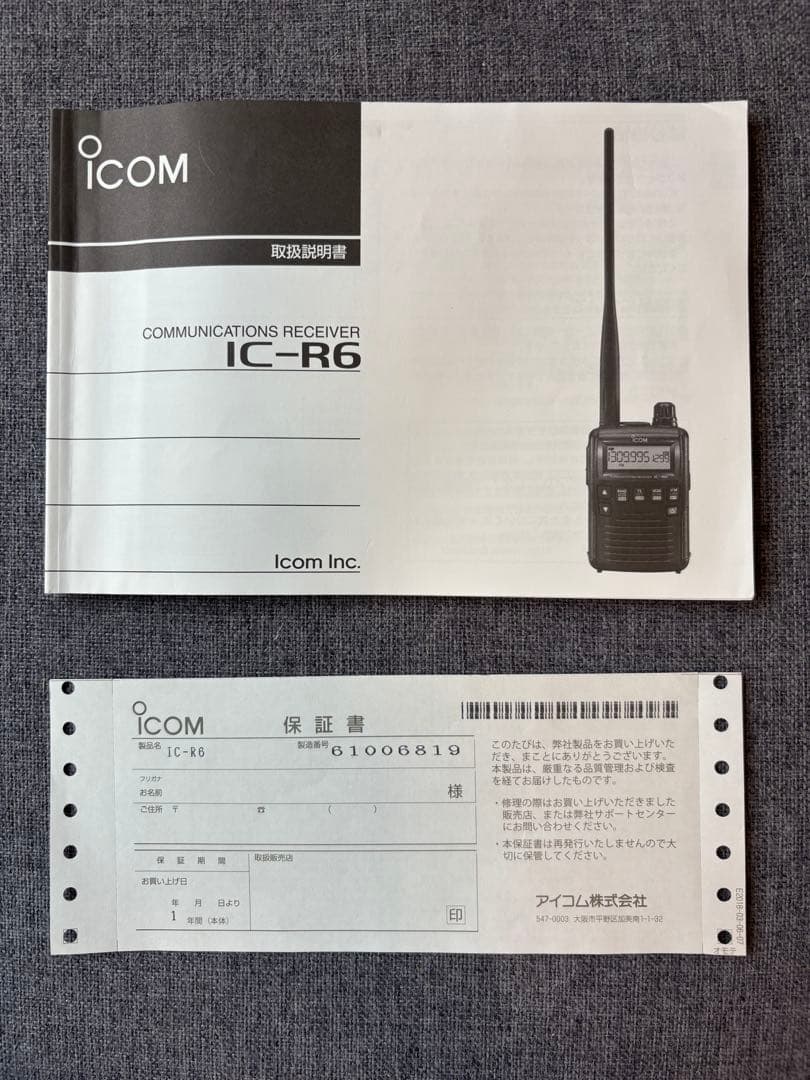 ICOM
取扱説明書
COMMUNICATIONS RECEIVER
IC-R6
Icom Inc.
ICOM
1309.995
ICOM 保証書
製品名 IC-R6 製造番号 61006819
フリガナ
お名前 様
ご住所 〒 ☎ ( )
保証期間 取扱販売店
お買い上げ日
年 月 日より
1 年間(本体) 印
このたびは、弊社製品をお買い上げいた
だき、まことにありがとうございます。
本製品は、厳重なる品質管理および検査
を経てお届けしたものです。
・修理の際はお買い上げいただきました
販売店、または弊社サポートセンター
にお問い合わせください。
・本保証書は再発行いたしませんので大
切に保管してください。
アイコム株式会社
547-0003 大阪市平野区加美南1-1-32
E2018-03-06-07
オモテ